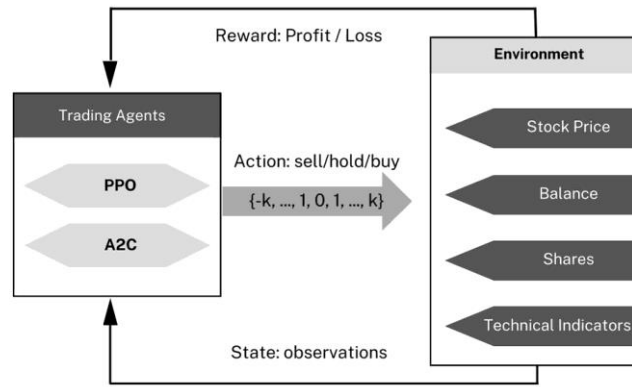 Reward: Profit / Loss
Environment
Trading Agents
Stock Price
PPO
Action: sell/hold/buy
Balance
{-k, ..., 1, 0, 1, ..., k}
A2C
Shares
Technical Indicators
State: observations